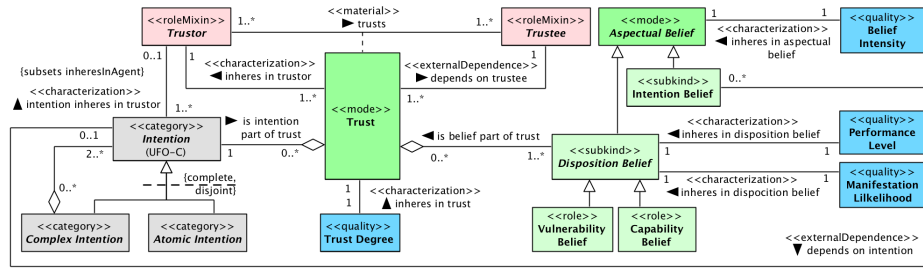 <<material>>
▶ trusts
<<roleMixin>>
Trustor
1..*
1..*
<<roleMixin>>
Trustee
<<mode>>
Aspectual Belief
1
1
<<characterization>>
◀ inheres in aspectual
belief
<<quality>>
Belief
Intensity
0..1
1
1
{subsets inheresInAgent}
<<characterization>>
▲ intention inheres in trustor
<<characterization>>
◀ inheres in trustor
<<externalDependence>>
▶ depends on trustee
<<subkind>>
Intention Belief
0..*
1..*
1..*
1..*
<<mode>>
Trust
<<category>>
Intention
(UFO-C)
0..1
2..*
▶ is intention
part of trust
1
0..*
◀ is belief part of trust
0..*
1..*
<<subkind>>
Disposition Belief
<<characterization>>
◀ inheres in disposition belief
1
1
<<quality>>
Performance
Level
1
1
<<characterization>>
◀ inheres in dispocition belief
<<quality>>
Manifestation
Lilkelihood
{complete,
disjoint}
0..*
1
1
<<characterization>>
▲ inheres in trust
<<category>>
Complex Intention
<<category>>
Atomic Intention
<<quality>>
Trust Degree
<<role>>
Vulnerability
Belief
<<role>>
Capability
Belief
<<externalDependence>>
▼ depends on intention